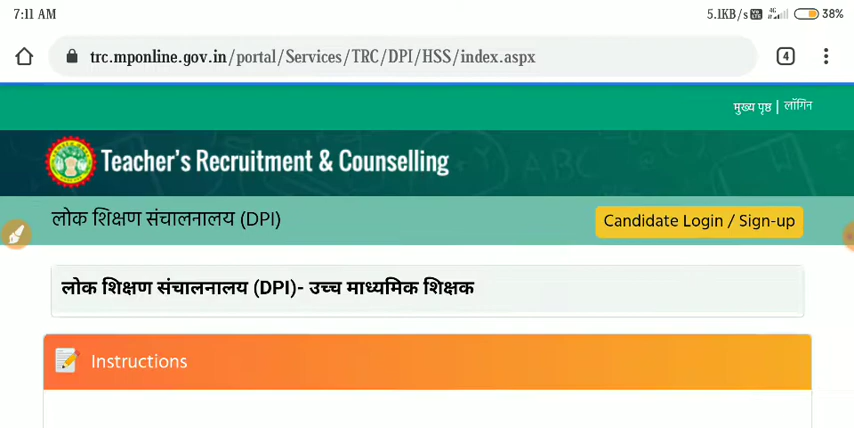 7:11 AM 5.1KB/s 4G 38%
trc.mponline.gov.in/portal/Services/TRC/DPI/HSS/index.aspx 4
मुख्य पृष्ठ | लॉगिन
Teacher's Recruitment & Counselling
लोक शिक्षण संचालनालय (DPI) Candidate Login / Sign-up
लोक शिक्षण संचालनालय (DPI)- उच्च माध्यमिक शिक्षक
Instructions